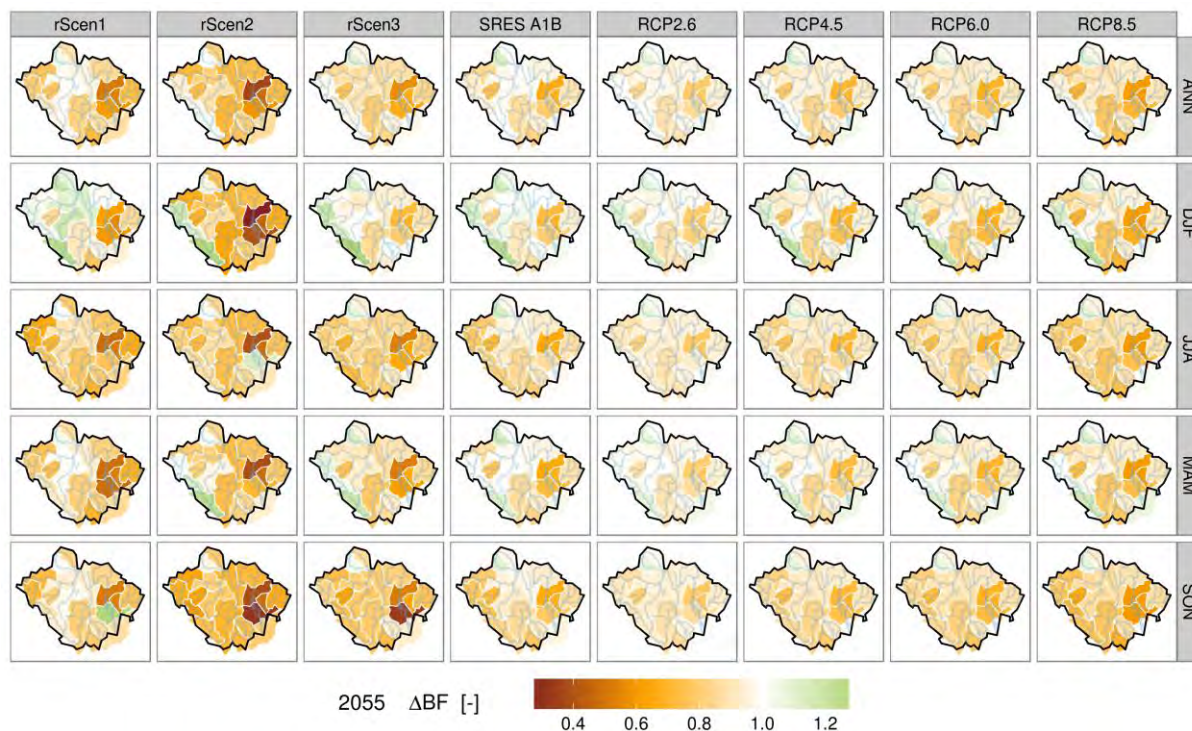 rScen1 rScen2 rScen3 SRES A1B RCP2.6 RCP4.5 RCP6.0 RCP8.5
ANN
DJF
JJA
MAM
SON
2055 ΔBF [-]
0.4 0.6 0.8 1.0 1.2